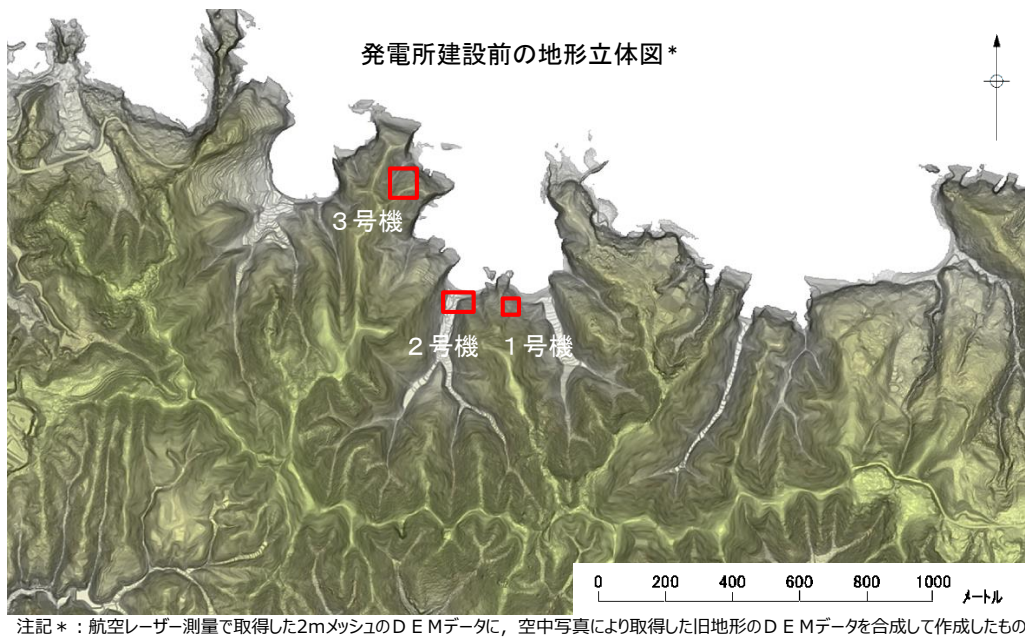 発電所建設前の地形立体図*
3号機
2号機 1号機
0 200 400 600 800 1000
メートル
注記*：航空レーザー測量で取得した2mメッシュのＤＥＭデータに，空中写真により取得した旧地形のＤＥＭデータを合成して作成したもの